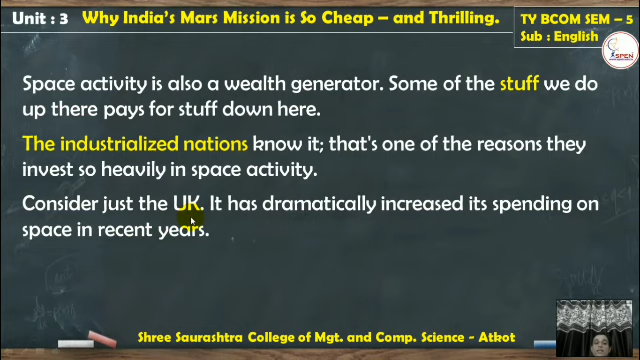 Unit : 3
Why India's Mars Mission is So Cheap – and Thrilling.
TY BCOM SEM – 5
Sub : English
SPEN
Space activity is also a wealth generator. Some of the stuff we do
up there pays for stuff down here.
The industrialized nations know it; that's one of the reasons they
invest so heavily in space activity.
Consider just the UK. It has dramatically increased its spending on
space in recent years.
Shree Saurashtra College of Mgt. and Comp. Science - Atkot